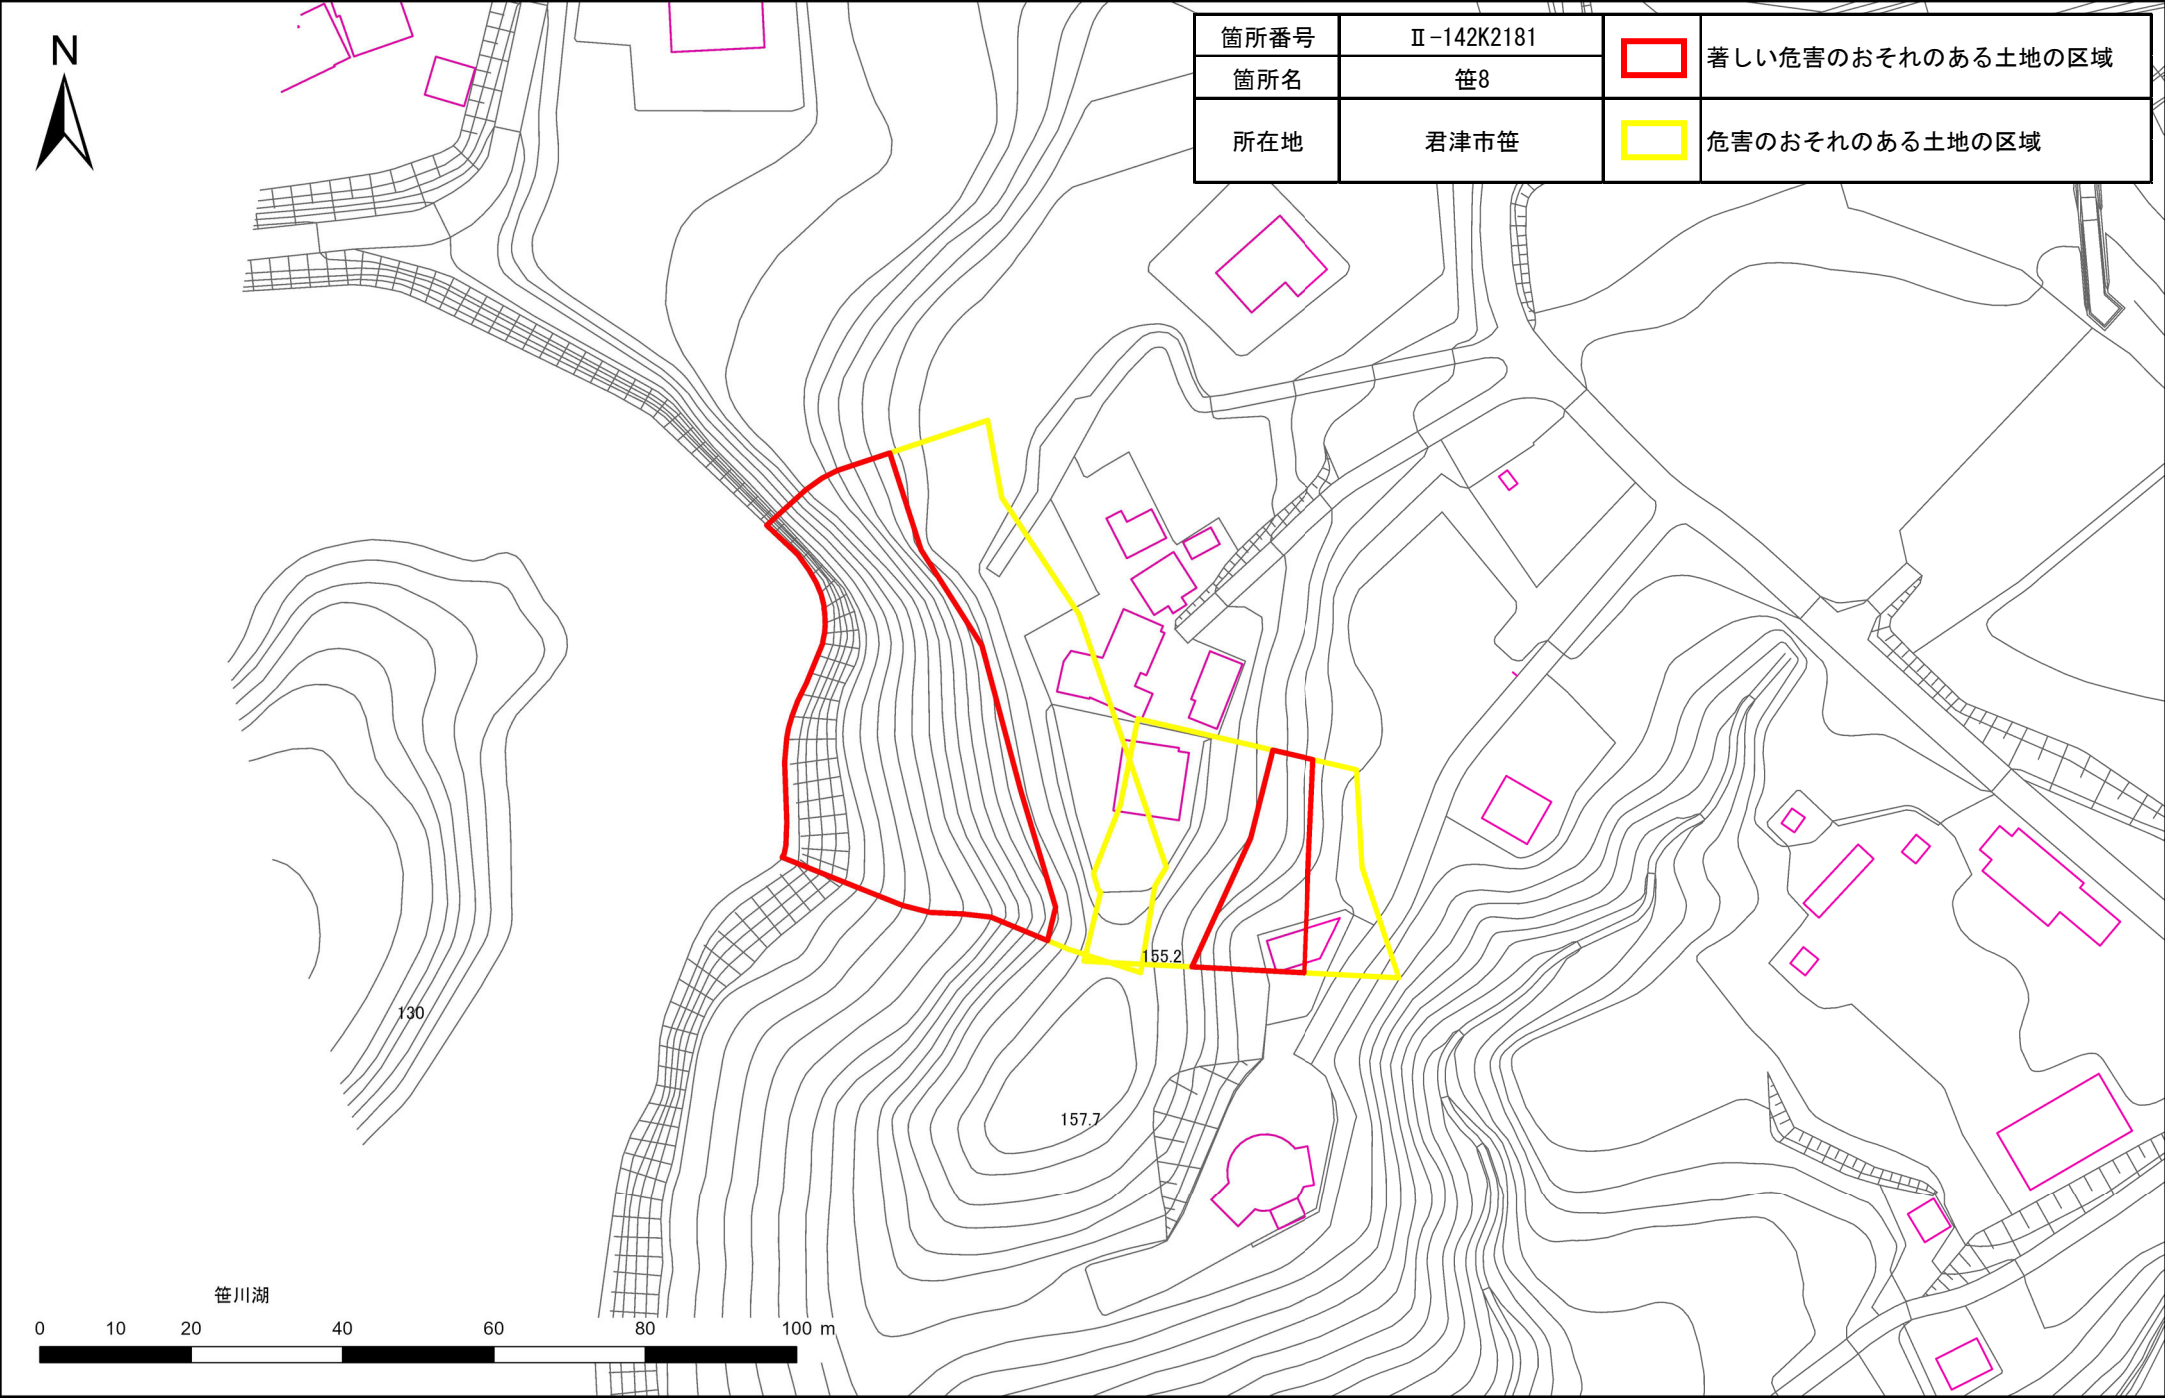 N
箇所番号 Ⅱ-142K2181
箇所名 笹8
所在地 君津市笹
著しい危害のおそれのある土地の区域
危害のおそれのある土地の区域
155.2
130
157.7
笹川湖
0 10 20 40 60 80 100 m